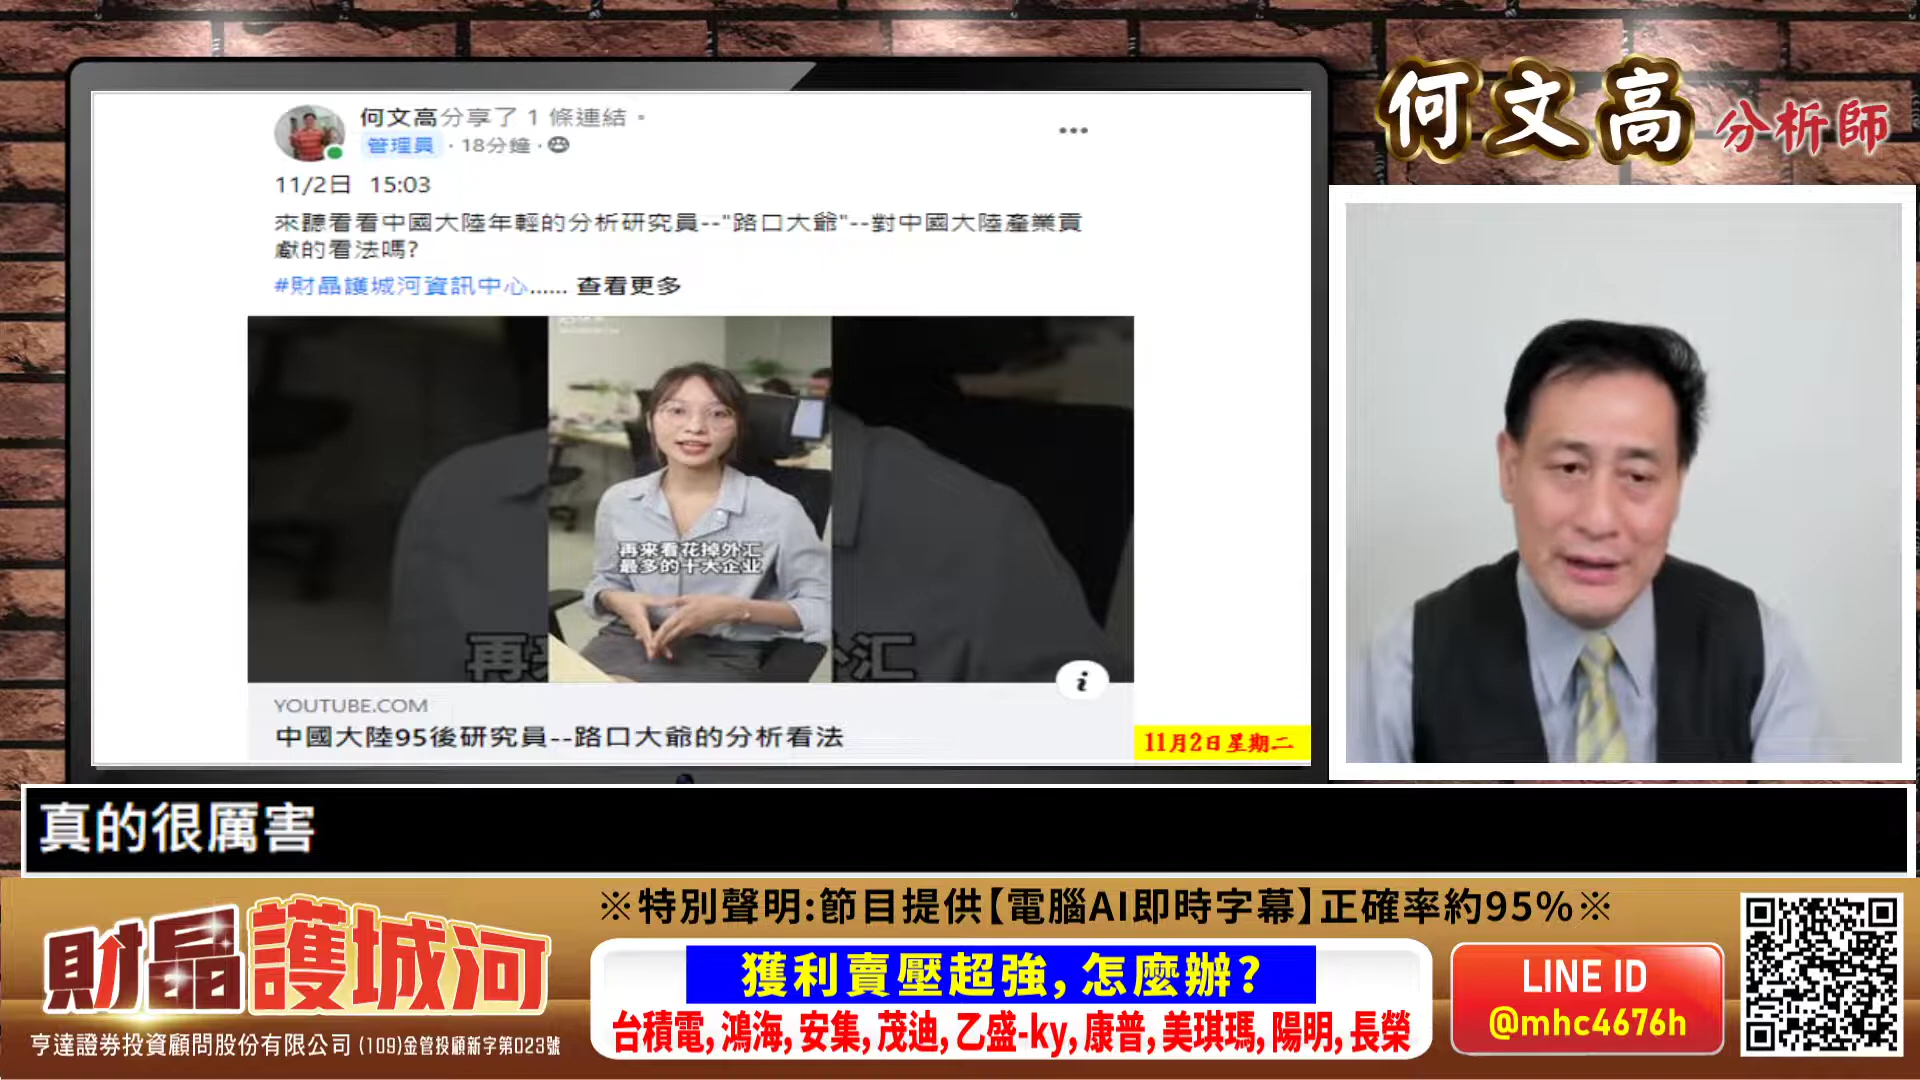 何文高分享了 1 條連結。
管理員 · 18分鐘 ·
11/2日 15:03
來聽看看中國大陸年輕的分析研究員--"路口大爺"--對中國大陸產業貢
獻的看法嗎?
#財晶護城河資訊中心...... 查看更多
再来看花掉外汇
最多的十大企业
再来
外汇
YOUTUBE.COM
中國大陸95後研究員--路口大爺的分析看法
11月2日星期二
何文高 分析師
真的很厲害
財晶護城河
亨達證券投資顧問股份有限公司 (109)金管投顧新字第023號
※特別聲明:節目提供【電腦AI即時字幕】正確率約95%※
獲利賣壓超強,怎麼辦?
台積電,鴻海,安集,茂迪,乙盛-ky,康普,美琪瑪,陽明,長榮
LINE ID
@mhc4676h